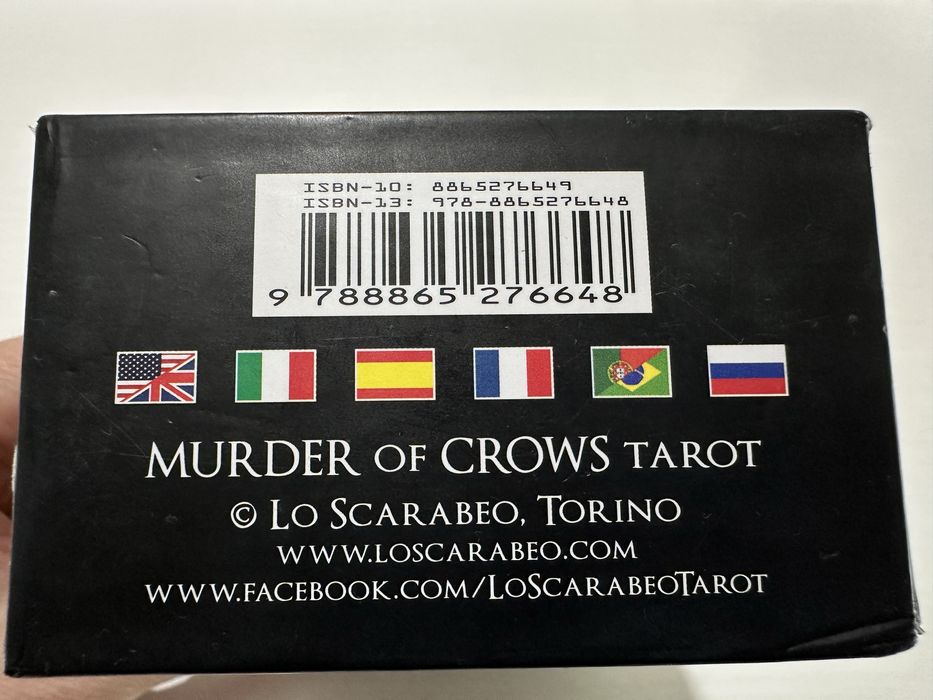 ISBN-10: 8865276649
ISBN-13: 978-8865276648
9 788865 276648
MURDER OF CROWS TAROT
© LO SCARABEO, TORINO
WWW.LOSCARABEO.COM
WWW.FACEBOOK.COM/LOSCARABEOTAROT